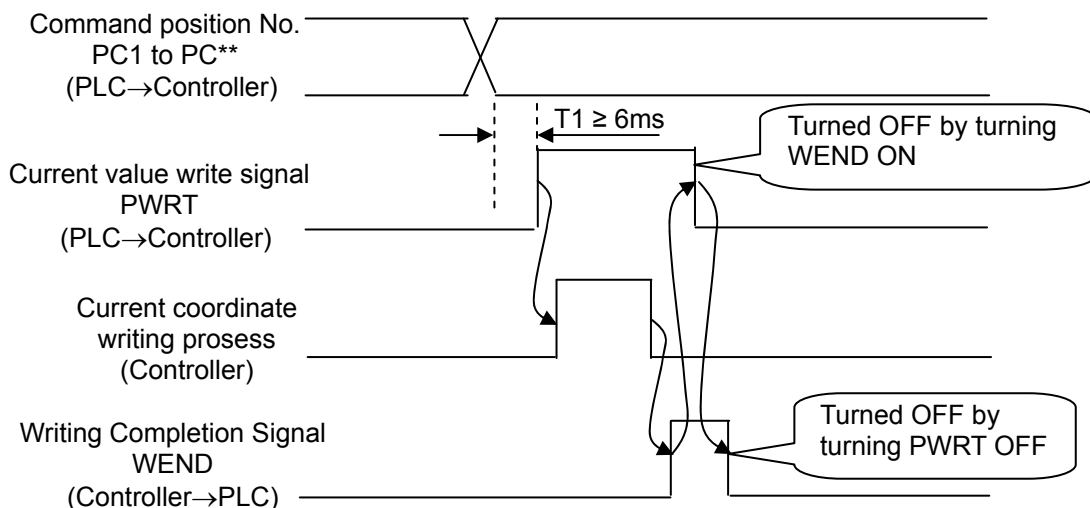 Command position No.
PC1 to PC**
(PLC→Controller)
T1 ≥ 6ms
Turned OFF by turning
WEND ON
Current value write signal
PWRT
(PLC→Controller)
Current coordinate
writing prosess
(Controller)
Turned OFF by
turning PWRT OFF
Writing Completion Signal
WEND
(Controller→PLC)